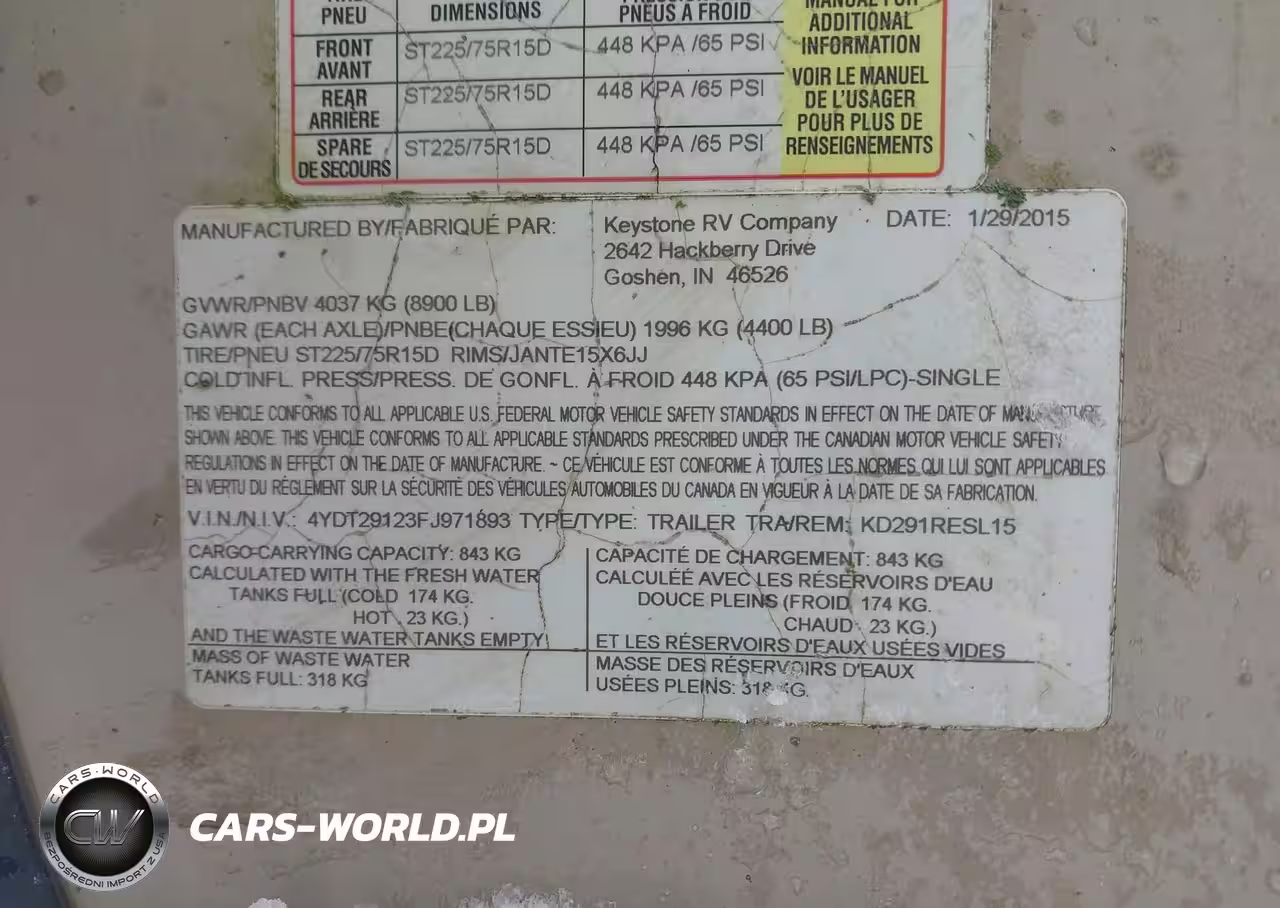 PNEU DIMENSIONS PNEUS À FROID MANUAL FOR
ADDITIONAL
INFORMATION
FRONT
AVANT ST225/75R15D 448 KPA /65 PSI
REAR
ARRIÈRE ST225/75R15D 448 KPA /65 PSI
SPARE
DE SECOURS ST225/75R15D 448 KPA /65 PSI
VOIR LE MANUEL
DE L'USAGER
POUR PLUS DE
RENSEIGNEMENTS
MANUFACTURED BY/FABRIQUÉ PAR: Keystone RV Company DATE: 1/29/2015
2642 Hackberry Drive
Goshen, IN 46526
GVWR/PNBV 4037 KG (8900 LB)
GAWR (EACH AXLE)/PNBE(CHAQUE ESSIEU) 1996 KG (4400 LB)
TIRE/PNEU ST225/75R15D RIMS/JANTE15X6JJ
COLD INFL. PRESS/PRESS. DE GONFL. À FROID 448 KPA (65 PSI/LPC)-SINGLE
THIS VEHICLE CONFORMS TO ALL APPLICABLE U.S. FEDERAL MOTOR VEHICLE SAFETY STANDARDS IN EFFECT ON THE DATE OF
SHOWN ABOVE. THIS VEHICLE CONFORMS TO ALL APPLICABLE STANDARDS PRESCRIBED UNDER THE CANADIAN MOTOR VEHICLE SAFETY
REGULATIONS IN EFFECT ON THE DATE OF MANUFACTURE. ~ CE VÉHICULE EST CONFORME À TOUTES LES NORMES QUI LUI SONT APPLICABLES
EN VERTU DU RÈGLEMENT SUR LA SÉCURITÉ DES VÉHICULES AUTOMOBILES DU CANADA EN VIGUEUR À LA DATE DE SA FABRICATION.
V.I.N./N.I.V.: 4YDT29123FJ971893 TYPE/TYPE: TRAILER TRA/REM: KD291RESL15
CARGO CARRYING CAPACITY: 843 KG
CALCULATED WITH THE FRESH WATER
TANKS FULL (COLD 174 KG.
HOT 23 KG.)
AND THE WASTE WATER TANKS EMPTY
MASS OF WASTE WATER
TANKS FULL: 318 KG
CAPACITÉ DE CHARGEMENT: 843 KG
CALCULÉE AVEC LES RÉSERVOIRS D'EAU
DOUCE PLEINS (FROID 174 KG.
CHAUD 23 KG.)
ET LES RÉSERVOIRS D'EAUX USÉES VIDES
MASSE DES RÉSERVOIRS D'EAUX
USÉES PLEINS: 318 KG.
CARS-WORLD
CW
BEZPOŚREDNI IMPORT Z USA
CARS-WORLD.PL